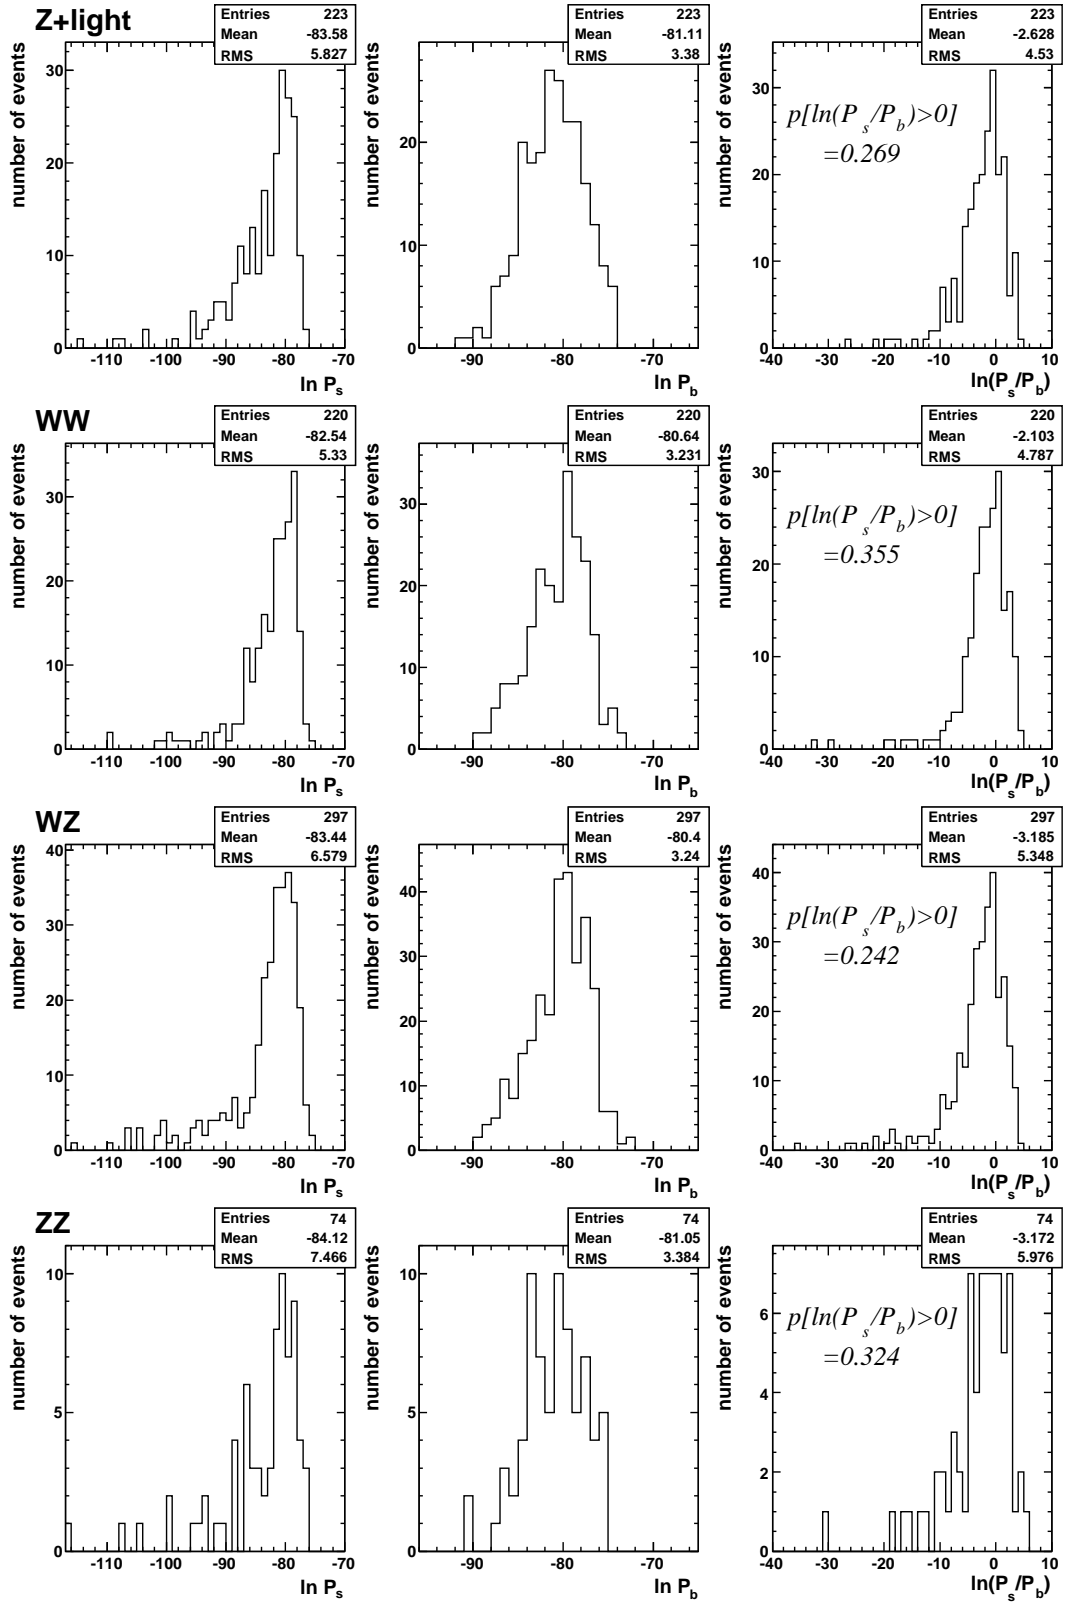 Z+light
Entries 223
Mean -83.58
RMS 5.827
number of events
30
20
10
0
-110 -100 -90 -80 -70
ln P_s
Entries 223
Mean -81.11
RMS 3.38
number of events
20
10
0
-90 -80 -70
ln P_b
Entries 223
Mean -2.628
RMS 4.53
number of events
p[ln(P_s/P_b)>0]
=0.269
30
20
10
0
-40 -30 -20 -10 0 10
ln(P_s/P_b)
WW
Entries 220
Mean -82.54
RMS 5.33
number of events
30
20
10
0
-110 -100 -90 -80 -70
ln P_s
Entries 220
Mean -80.64
RMS 3.231
number of events
30
20
10
0
-90 -80 -70
ln P_b
Entries 220
Mean -2.103
RMS 4.787
number of events
p[ln(P_s/P_b)>0]
=0.355
30
20
10
0
-40 -30 -20 -10 0 10
ln(P_s/P_b)
WZ
Entries 297
Mean -83.44
RMS 6.579
number of events
40
30
20
10
0
-110 -100 -90 -80 -70
ln P_s
Entries 297
Mean -80.4
RMS 3.24
number of events
40
30
20
10
0
-90 -80 -70
ln P_b
Entries 297
Mean -3.185
RMS 5.348
number of events
p[ln(P_s/P_b)>0]
=0.242
40
30
20
10
0
-40 -30 -20 -10 0 10
ln(P_s/P_b)
ZZ
Entries 74
Mean -84.12
RMS 7.466
number of events
10
5
0
-110 -100 -90 -80 -70
ln P_s
Entries 74
Mean -81.05
RMS 3.384
number of events
10
5
0
-90 -80 -70
ln P_b
Entries 74
Mean -3.172
RMS 5.976
number of events
p[ln(P_s/P_b)>0]
=0.324
6
4
2
0
-40 -30 -20 -10 0 10
ln(P_s/P_b)